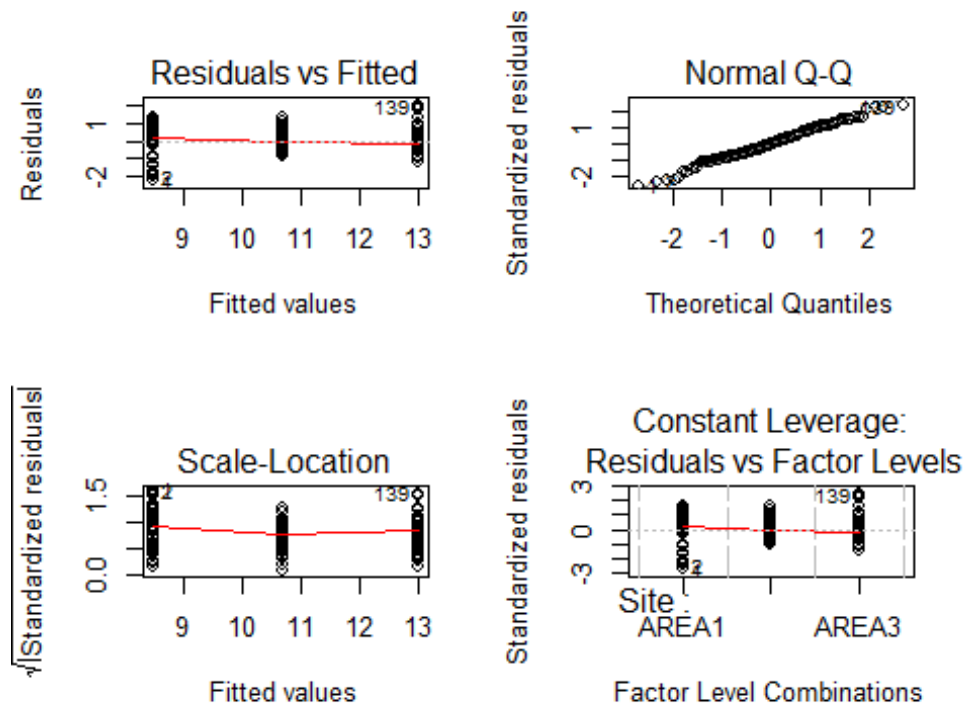 Residuals vs Fitted
Residuals
1
-2
139
2
9 10 11 12 13
Fitted values
Normal Q-Q
Standardized residuals
1
-2
-2 -1 0 1 2
Theoretical Quantiles
Scale-Location
√|Standardized residuals|
1.5
0.0
139
2
9 10 11 12 13
Fitted values
Constant Leverage:
Residuals vs Factor Levels
Standardized residuals
3
0
-3
139
2
Site :
AREA1 AREA3
Factor Level Combinations